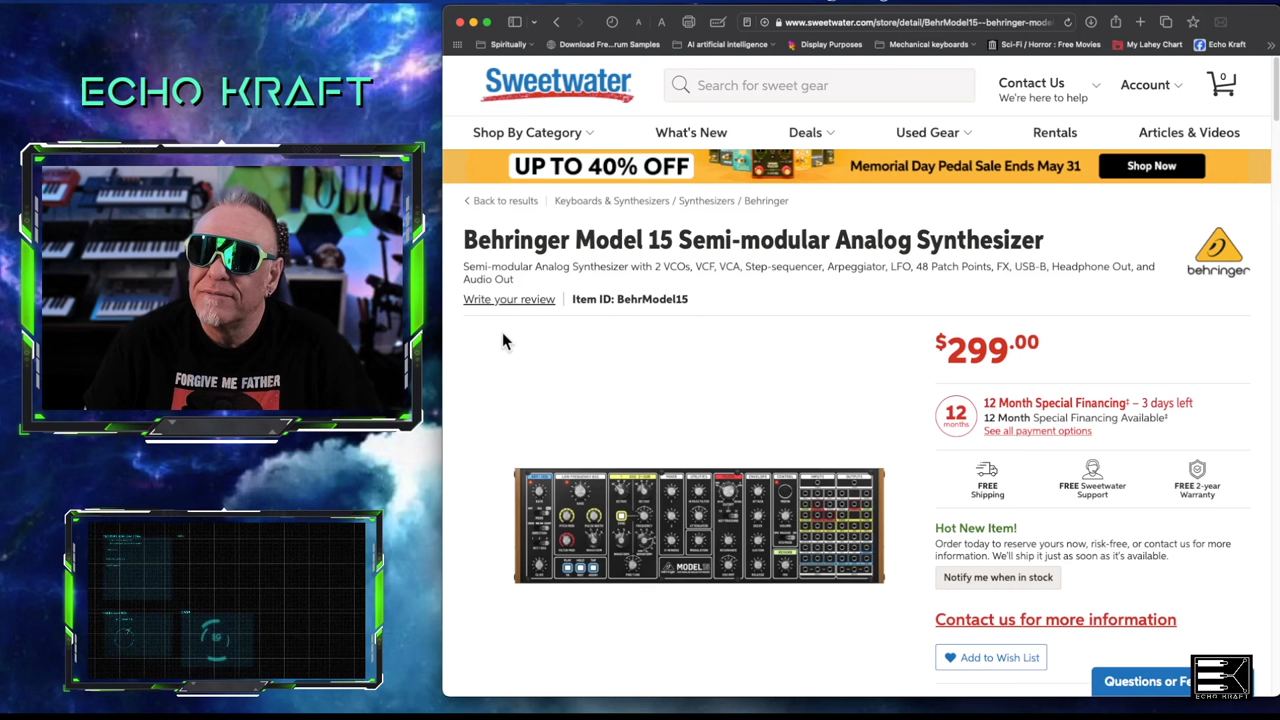 ECHO KRAFT
FORGIVE ME FATHER
www.sweetwater.com/store/detail/BehrModel15--behringer-mode
Spiritually
Download Fre...rum Samples
AI artificial intelligence
Display Purposes
Mechanical keyboards
Sci-Fi / Horror : Free Movies
My Lahey Chart
Echo Kraft
Sweetwater
Search for sweet gear
Contact Us
We're here to help
Account
0
Shop By Category
What's New
Deals
Used Gear
Rentals
Articles & Videos
UP TO 40% OFF
Memorial Day Pedal Sale Ends May 31
Shop Now
Back to results
Keyboards & Synthesizers / Synthesizers / Behringer
Behringer Model 15 Semi-modular Analog Synthesizer
behringer
Semi-modular Analog Synthesizer with 2 VCOs, VCF, VCA, Step-sequencer, Arpeggiator, LFO, 48 Patch Points, FX, USB-B, Headphone Out, and
Audio Out
Write your review
Item ID: BehrModel15
$299.00
12
months
12 Month Special Financing‡ – 3 days left
12 Month Special Financing Available‡
See all payment options
FREE
Shipping
FREE Sweetwater
Support
FREE 2-year
Warranty
MODEL 15
Hot New Item!
Order today to reserve yours now, risk-free, or contact us for more
information. We'll ship it just as soon as it's available.
Notify me when in stock
Contact us for more information
Add to Wish List
Questions or Fe
ECHO KRAFT